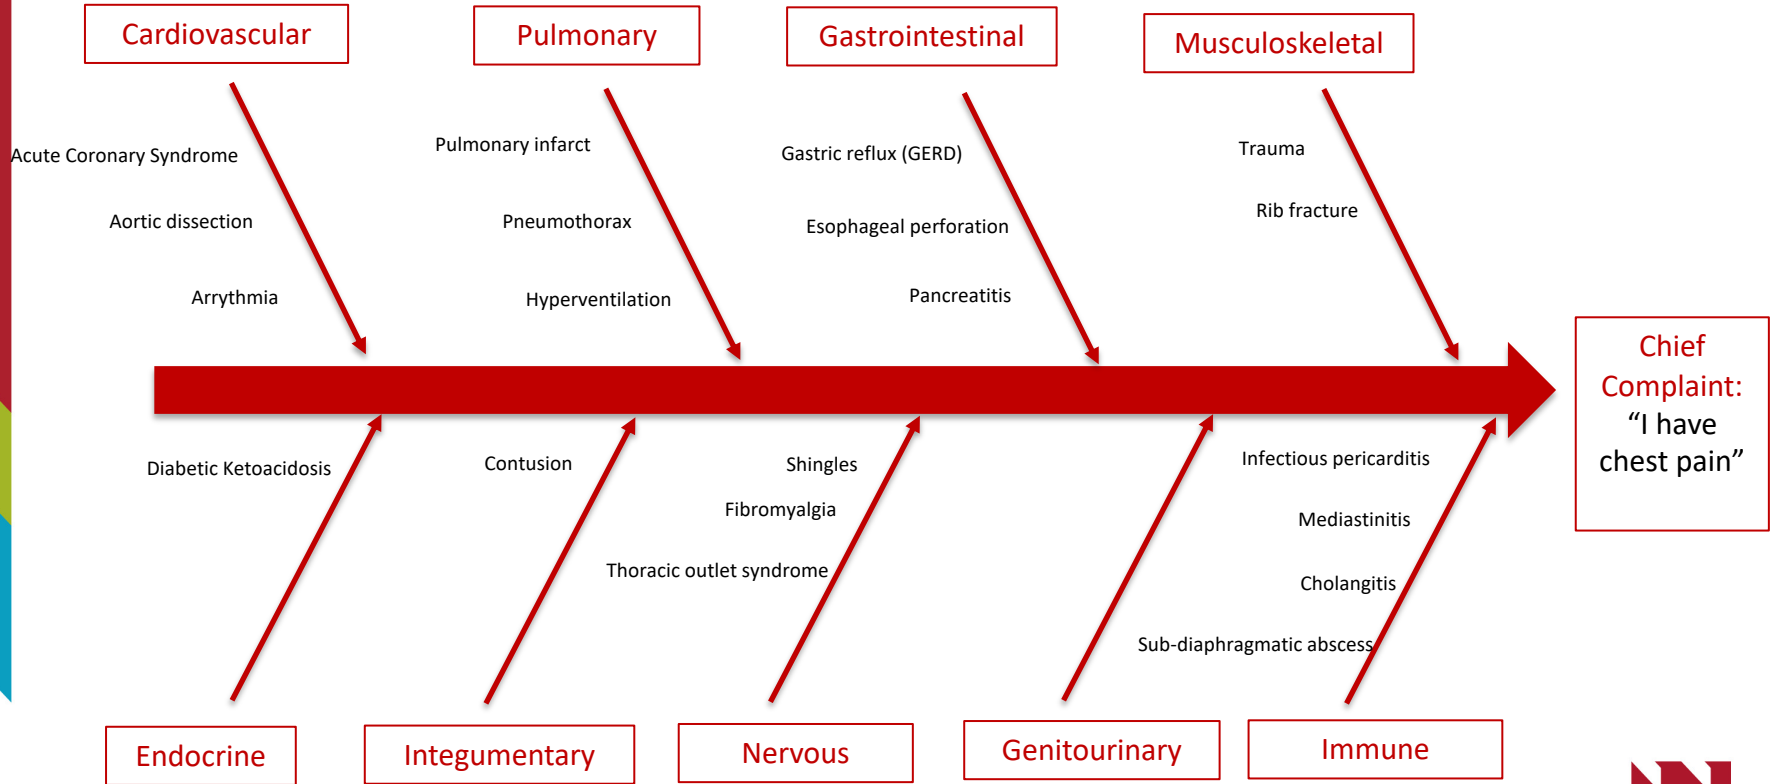 Cardiovascular
Pulmonary
Gastrointestinal
Musculoskeletal
Acute Coronary Syndrome
Aortic dissection
Arrythmia
Pulmonary infarct
Pneumothorax
Hyperventilation
Gastric reflux (GERD)
Esophageal perforation
Pancreatitis
Trauma
Rib fracture
Chief
Complaint:
“I have
chest pain”
Diabetic Ketoacidosis
Contusion
Shingles
Fibromyalgia
Thoracic outlet syndrome
Infectious pericarditis
Mediastinitis
Cholangitis
Sub-diaphragmatic abscess
Endocrine
Integumentary
Nervous
Genitourinary
Immune